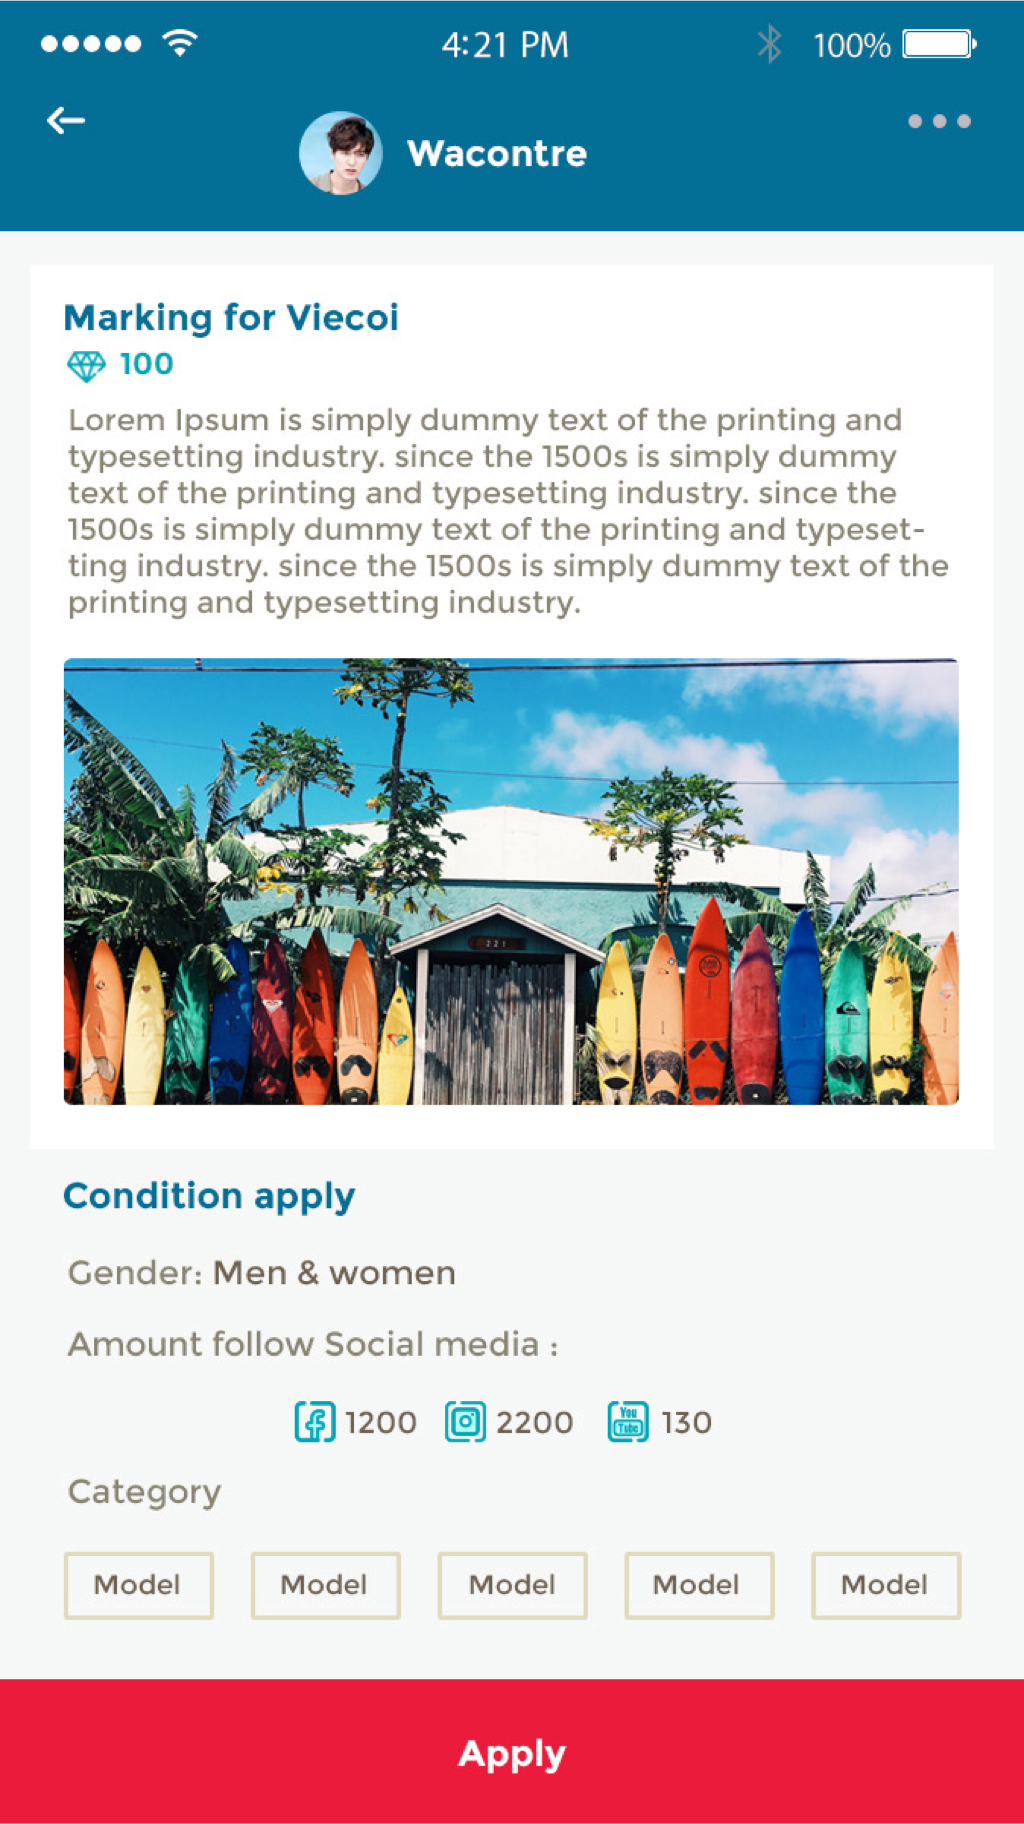 4:21 PM
100%
Wacontre
Marking for Viecoi
100
Lorem Ipsum is simply dummy text of the printing and
typesetting industry. since the 1500s is simply dummy
text of the printing and typesetting industry. since the
1500s is simply dummy text of the printing and typeset-
ting industry. since the 1500s is simply dummy text of the
printing and typesetting industry.
221
Condition apply
Gender: Men & women
Amount follow Social media :
1200 2200 You Tube 130
Category
Model Model Model Model Model
Apply